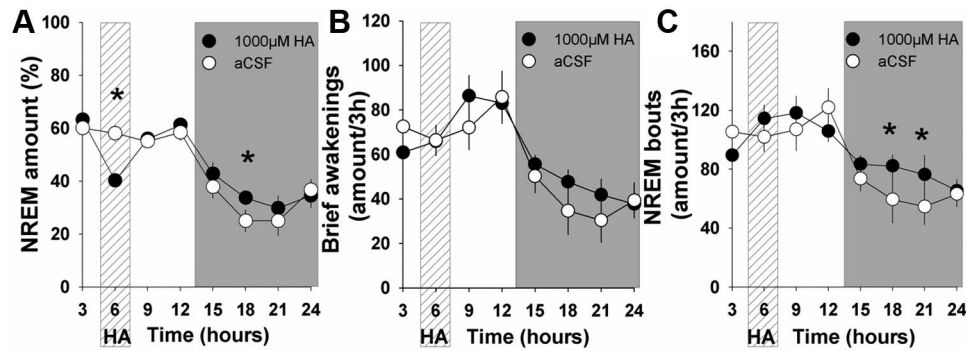 A
NREM amount (%)
100
80
60
40
20
0
*
*
1000µM HA
aCSF
3 6 9 12 15 18 21 24
HA
Time (hours)
B
Brief awakenings
(amount/3h)
120
100
80
60
40
20
0
1000µM HA
aCSF
3 6 9 12 15 18 21 24
HA
Time (hours)
C
NREM bouts
(amount/3h)
160
120
80
40
0
* *
1000µM HA
aCSF
3 6 9 12 15 18 21 24
HA
Time (hours)